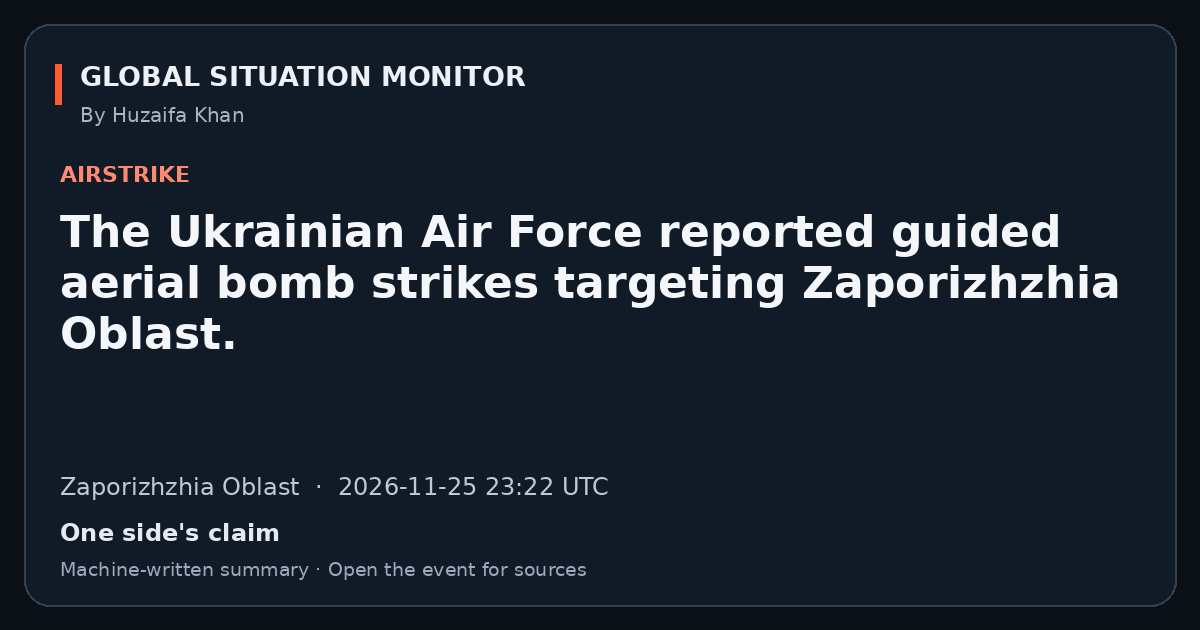 GLOBAL SITUATION MONITOR
By Huzaifa Khan
AIRSTRIKE
The Ukrainian Air Force reported guided
aerial bomb strikes targeting Zaporizhzhia
Oblast.
Zaporizhzhia Oblast · 2026-11-25 23:22 UTC
One side's claim
Machine-written summary · Open the event for sources